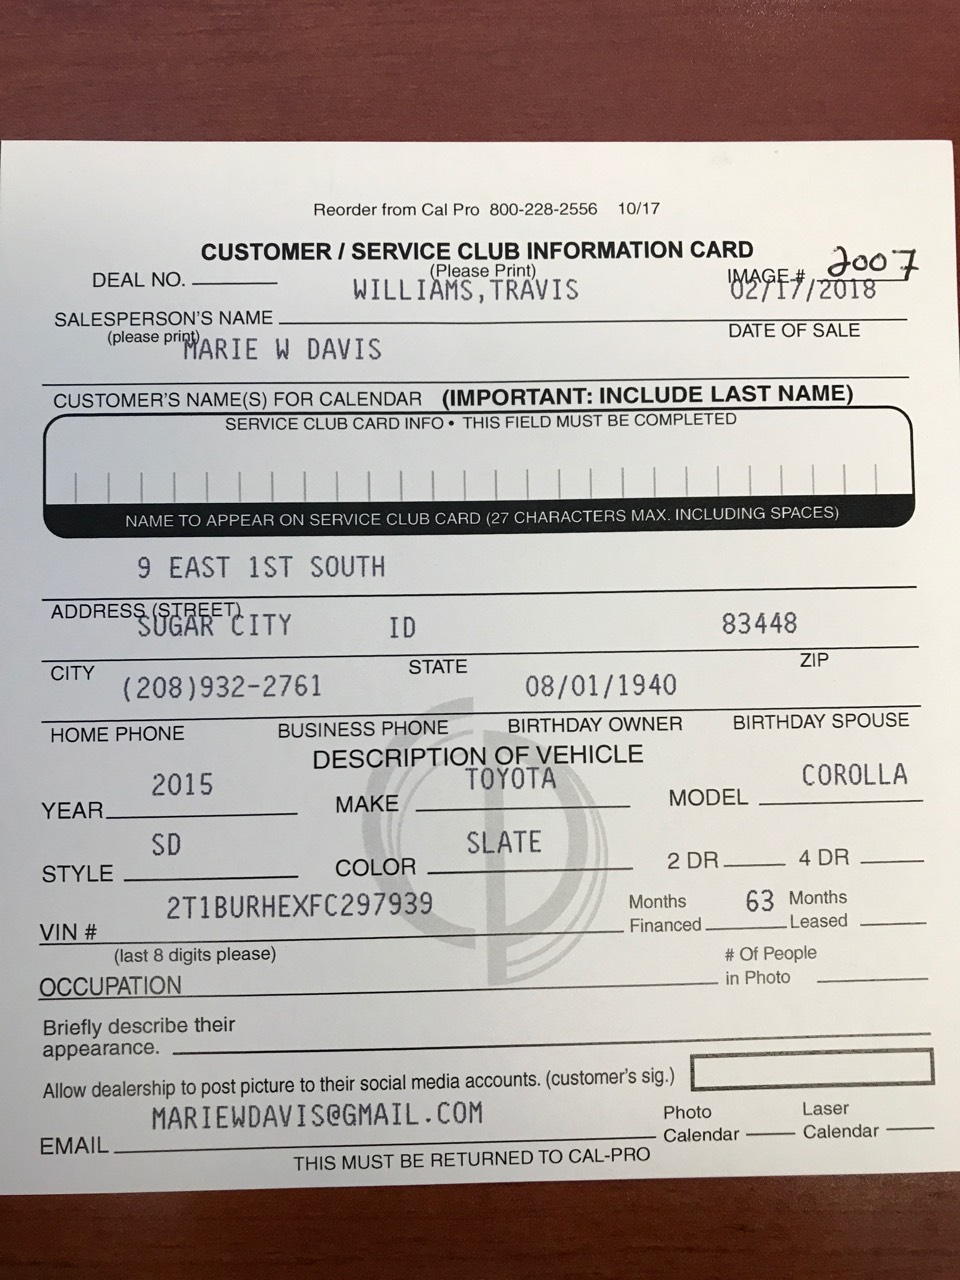 Reorder from Cal Pro 800-228-2556 10/17
CUSTOMER / SERVICE CLUB INFORMATION CARD
(Please Print)
DEAL NO.
IMAGE # 2007
WILLIAMS,TRAVIS 02/17/2018
SALESPERSON'S NAME
(please print)
DATE OF SALE
MARIE W DAVIS
CUSTOMER'S NAME(S) FOR CALENDAR (IMPORTANT: INCLUDE LAST NAME)
SERVICE CLUB CARD INFO • THIS FIELD MUST BE COMPLETED
NAME TO APPEAR ON SERVICE CLUB CARD (27 CHARACTERS MAX. INCLUDING SPACES)
9 EAST 1ST SOUTH
ADDRESS (STREET)
SUGAR CITY ID 83448
CITY STATE ZIP
(208)932-2761 08/01/1940
HOME PHONE BUSINESS PHONE BIRTHDAY OWNER BIRTHDAY SPOUSE
DESCRIPTION OF VEHICLE
2015 TOYOTA COROLLA
YEAR MAKE MODEL
SD SLATE
STYLE COLOR 2 DR 4 DR
2T1BURHEXFC297939 63
VIN # Months Financed Months Leased
(last 8 digits please)
OCCUPATION # Of People in Photo
Briefly describe their
appearance.
Allow dealership to post picture to their social media accounts. (customer's sig.)
MARIEWDAVIS@GMAIL.COM
EMAIL Photo Calendar Laser Calendar
THIS MUST BE RETURNED TO CAL-PRO